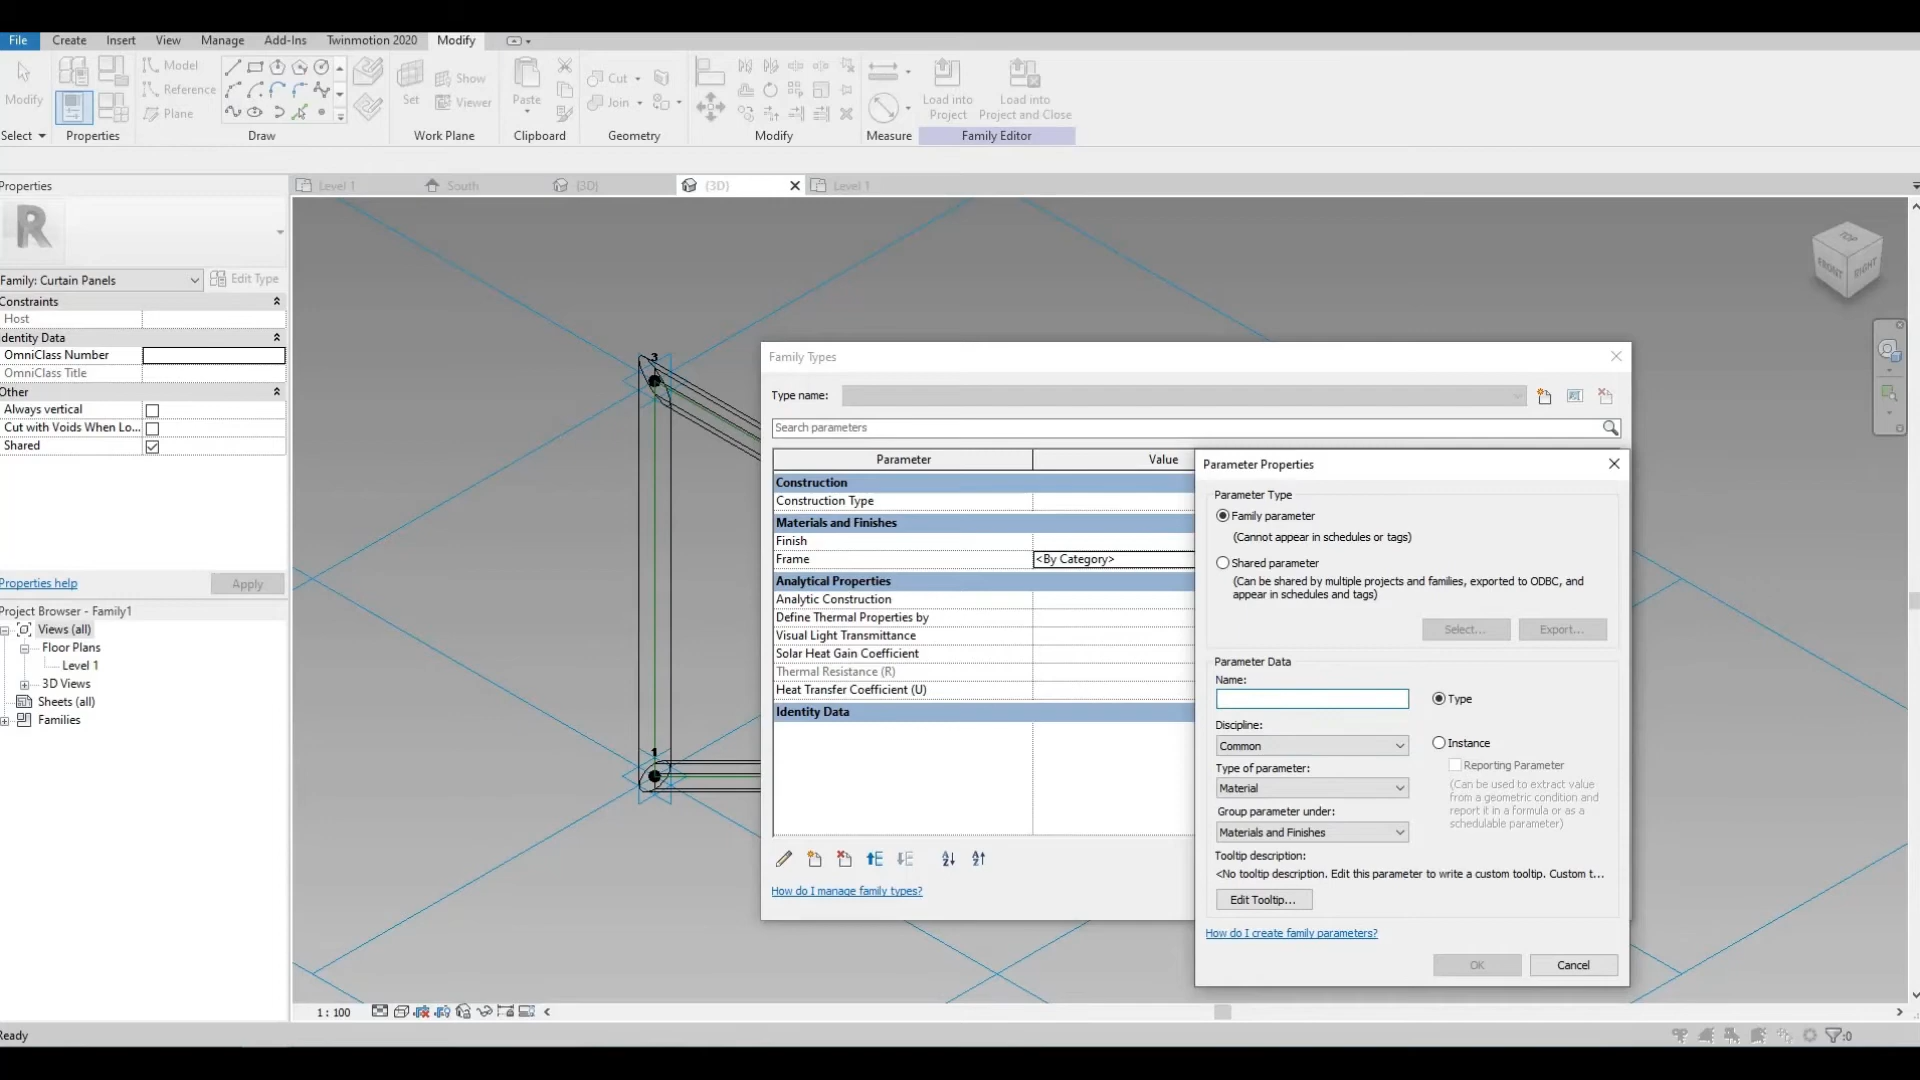 File Create Insert View Manage Add-Ins Twinmotion 2020 Modify
Modify
Select
Properties
Model
Reference
Plane
Draw
Set
Show
Viewer
Work Plane
Paste
Clipboard
Cut
Join
Geometry
Modify
Measure
Load into
Project
Load into
Project and Close
Family Editor
Properties
Level 1 South {3D} {3D} Level 1
R
Family: Curtain Panels Edit Type
Constraints
Host
dentity Data
OmniClass Number
OmniClass Title
Other
Always vertical
Cut with Voids When Lo...
Shared
Properties help Apply
Project Browser - Family1
Views (all)
Floor Plans
Level 1
3D Views
Sheets (all)
Families
3
1
TOP
FRONT RIGHT
Family Types
Type name:
Search parameters
Parameter Value
Construction
Construction Type
Materials and Finishes
Finish
Frame <By Category>
Analytical Properties
Analytic Construction
Define Thermal Properties by
Visual Light Transmittance
Solar Heat Gain Coefficient
Thermal Resistance (R)
Heat Transfer Coefficient (U)
Identity Data
How do I manage family types?
Parameter Properties
Parameter Type
Family parameter
(Cannot appear in schedules or tags)
Shared parameter
(Can be shared by multiple projects and families, exported to ODBC, and
appear in schedules and tags)
Select... Export...
Parameter Data
Name:
Type
Discipline:
Common
Instance
Reporting Parameter
(Can be used to extract value
from a geometric condition and
report it in a formula or as a
schedulable parameter)
Type of parameter:
Material
Group parameter under:
Materials and Finishes
Tooltip description:
<No tooltip description. Edit this parameter to write a custom tooltip. Custom t...
Edit Tooltip...
How do I create family parameters?
OK Cancel
1 : 100
Ready
:0